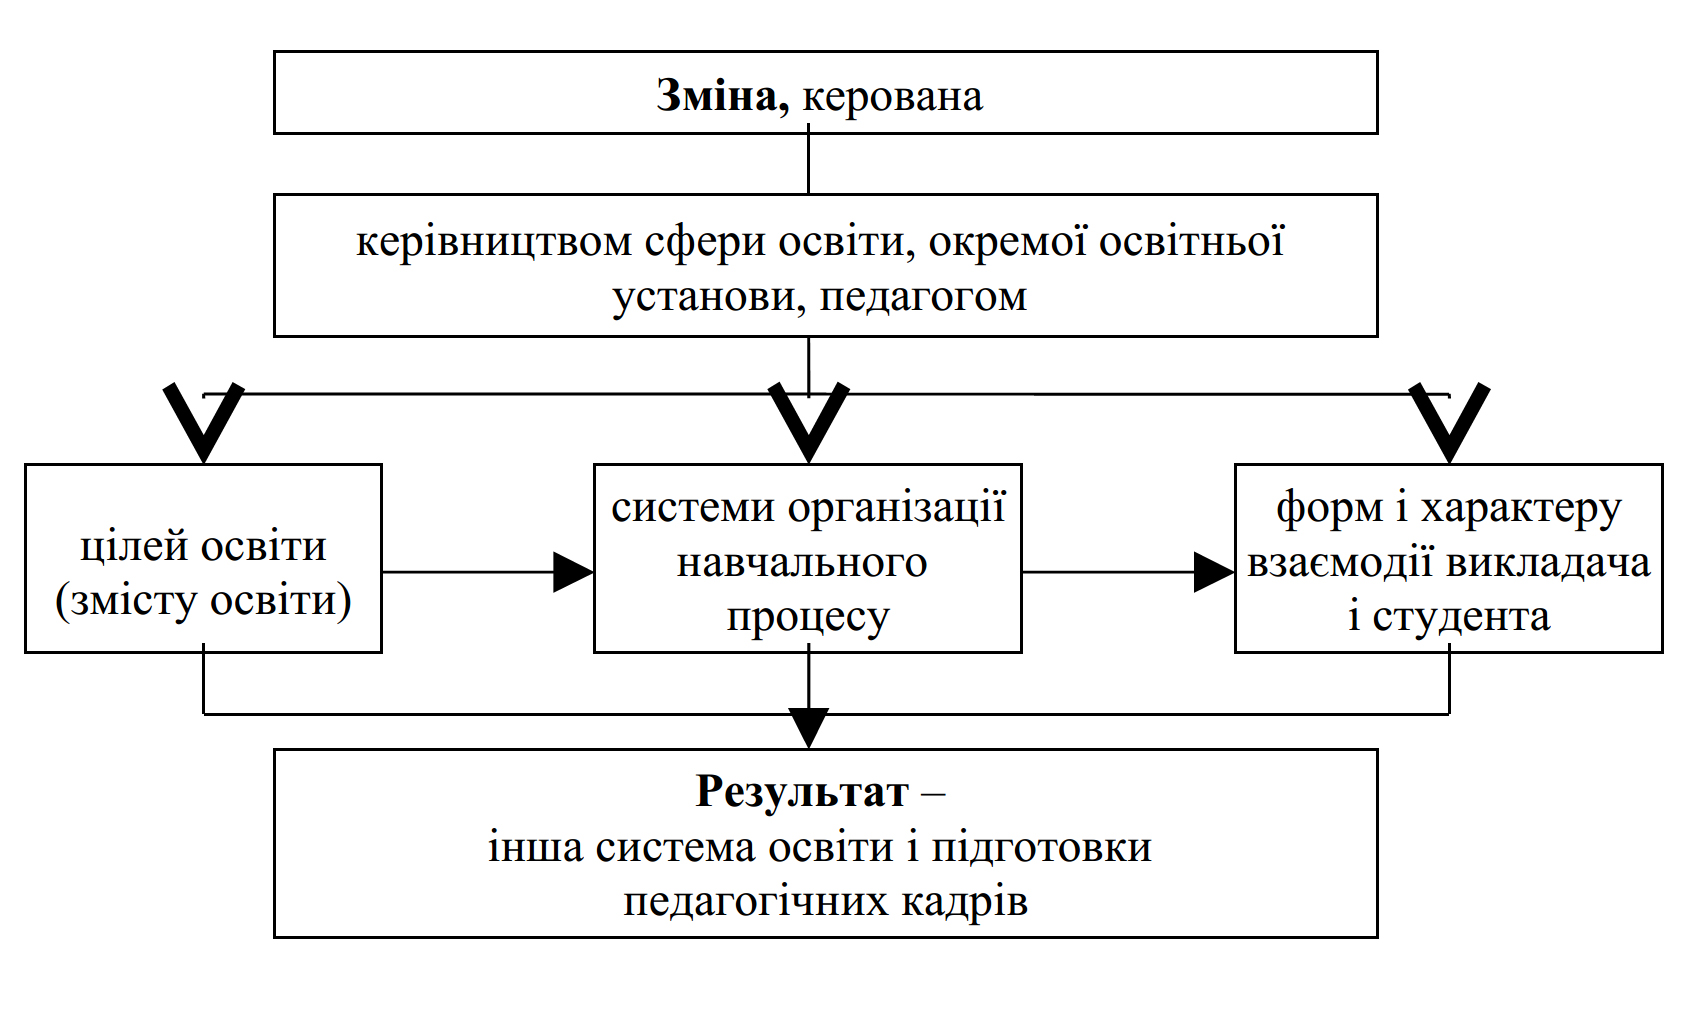 Зміна, керована
керівництвом сфери освіти, окремої освітньої
установи, педагогом
цілей освіти
(змісту освіти)
системи організації
навчального
процесу
форм і характеру
взаємодії викладача
і студента
Результат –
інша система освіти і підготовки
педагогічних кадрів